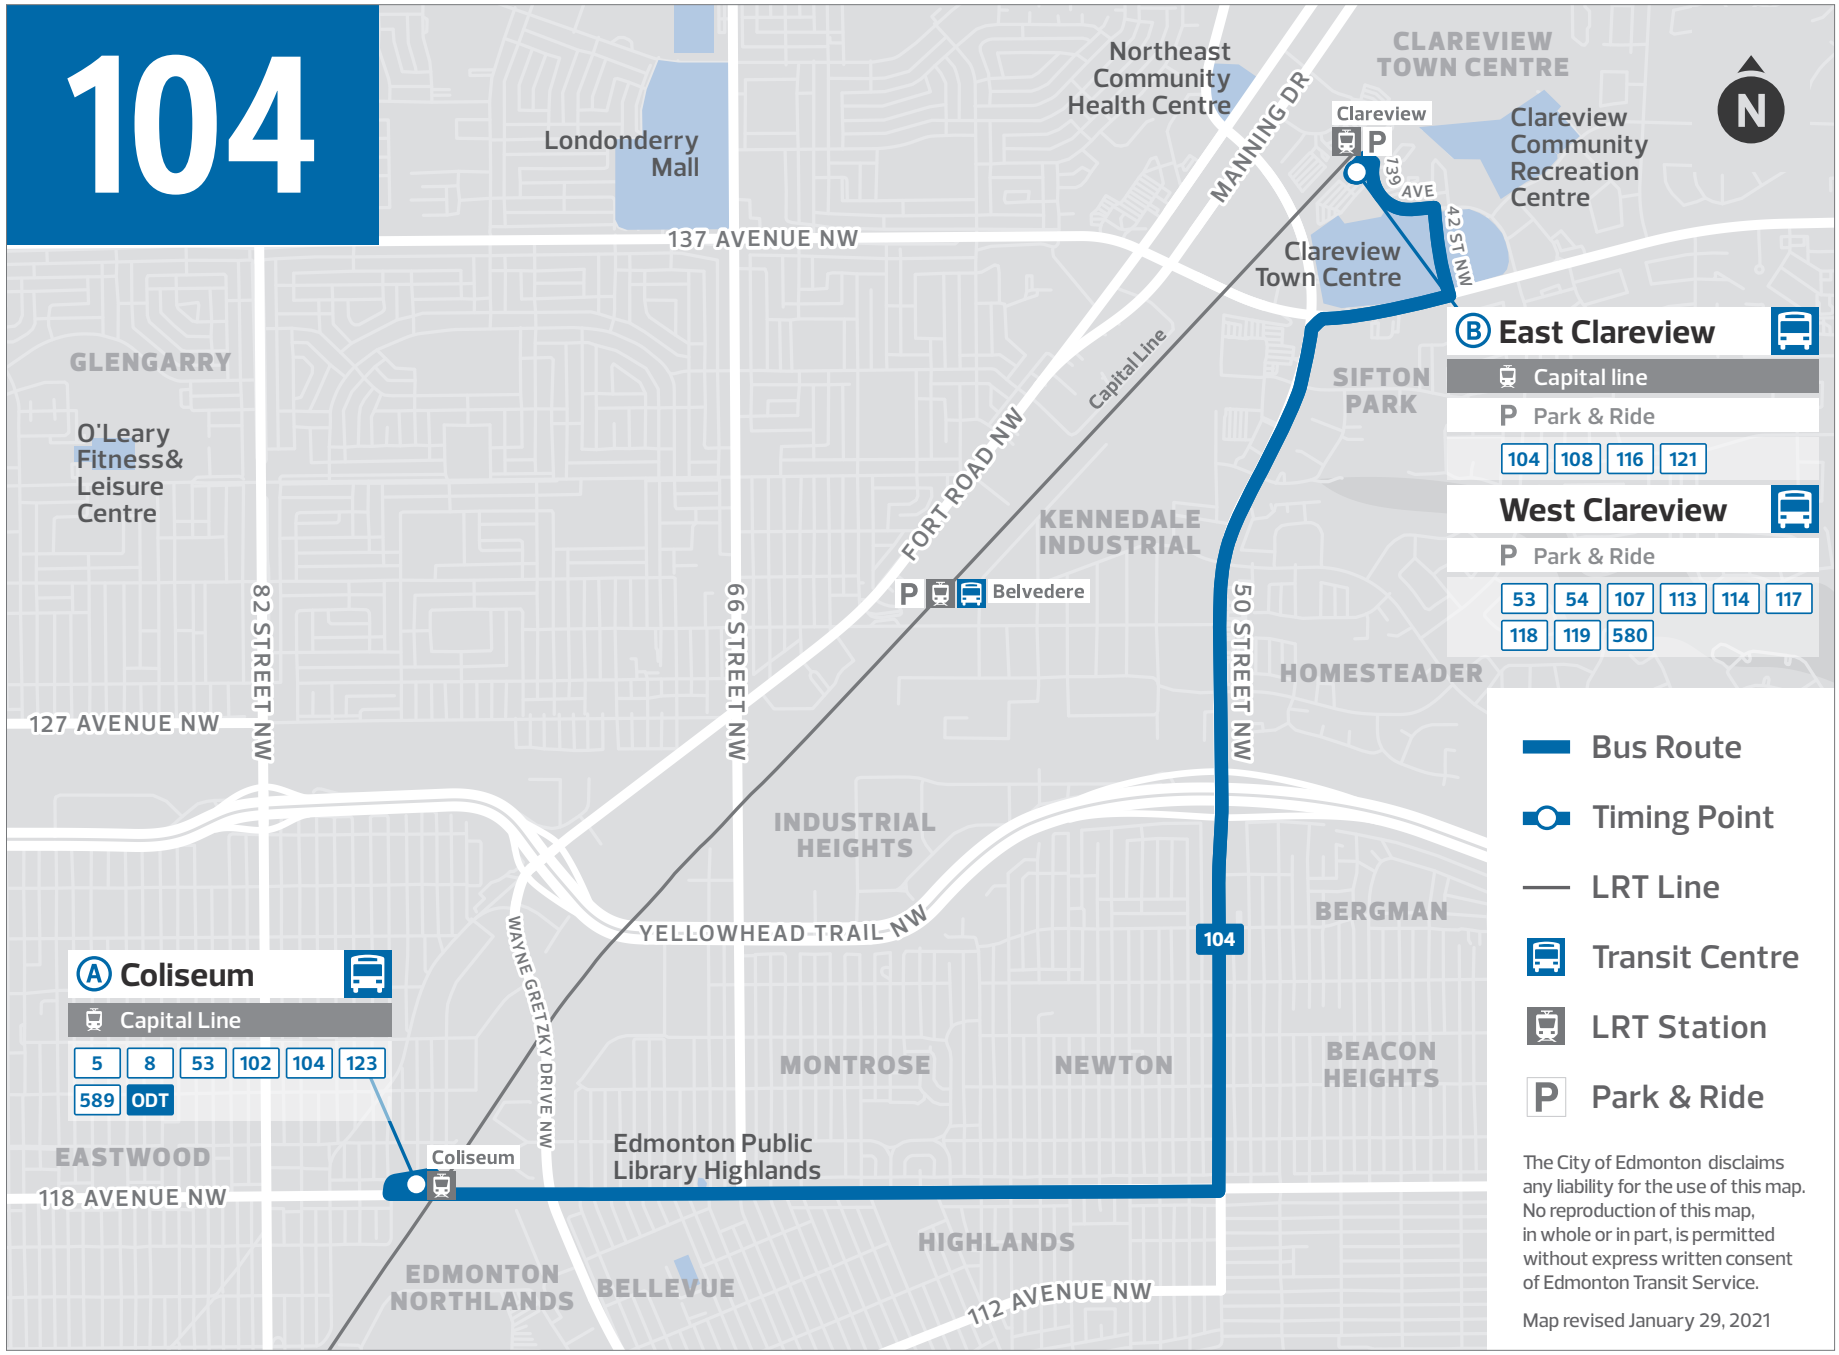 104
Northeast
Community
Health Centre
CLAREVIEW
TOWN CENTRE
MANNING DR
Clareview
P
Clareview
Community
Recreation
Centre
N
Londonderry
Mall
139 AVE
42 ST NW
137 AVENUE NW
Clareview
Town Centre
GLENGARRY
O'Leary
Fitness&
Leisure
Centre
Capital Line
SIFTON
PARK
B East Clareview
Capital line
P Park & Ride
104 108 116 121
West Clareview
P Park & Ride
53 54 107 113 114 117
118 119 580
FORT ROAD NW
KENNEDALE
INDUSTRIAL
P Belvedere
82 STREET NW
66 STREET NW
50 STREET NW
HOMESTEADER
127 AVENUE NW
INDUSTRIAL
HEIGHTS
YELLOWHEAD TRAIL NW
WAYNE GRETZKY DRIVE NW
BERGMAN
104
A Coliseum
Capital Line
5 8 53 102 104 123
589 ODT
MONTROSE
NEWTON
BEACON
HEIGHTS
EASTWOOD
Coliseum
Edmonton Public
Library Highlands
118 AVENUE NW
HIGHLANDS
EDMONTON
NORTHLANDS
BELLEVUE
112 AVENUE NW
Bus Route
Timing Point
LRT Line
Transit Centre
LRT Station
P Park & Ride
The City of Edmonton disclaims
any liability for the use of this map.
No reproduction of this map,
in whole or in part, is permitted
without express written consent
of Edmonton Transit Service.
Map revised January 29, 2021